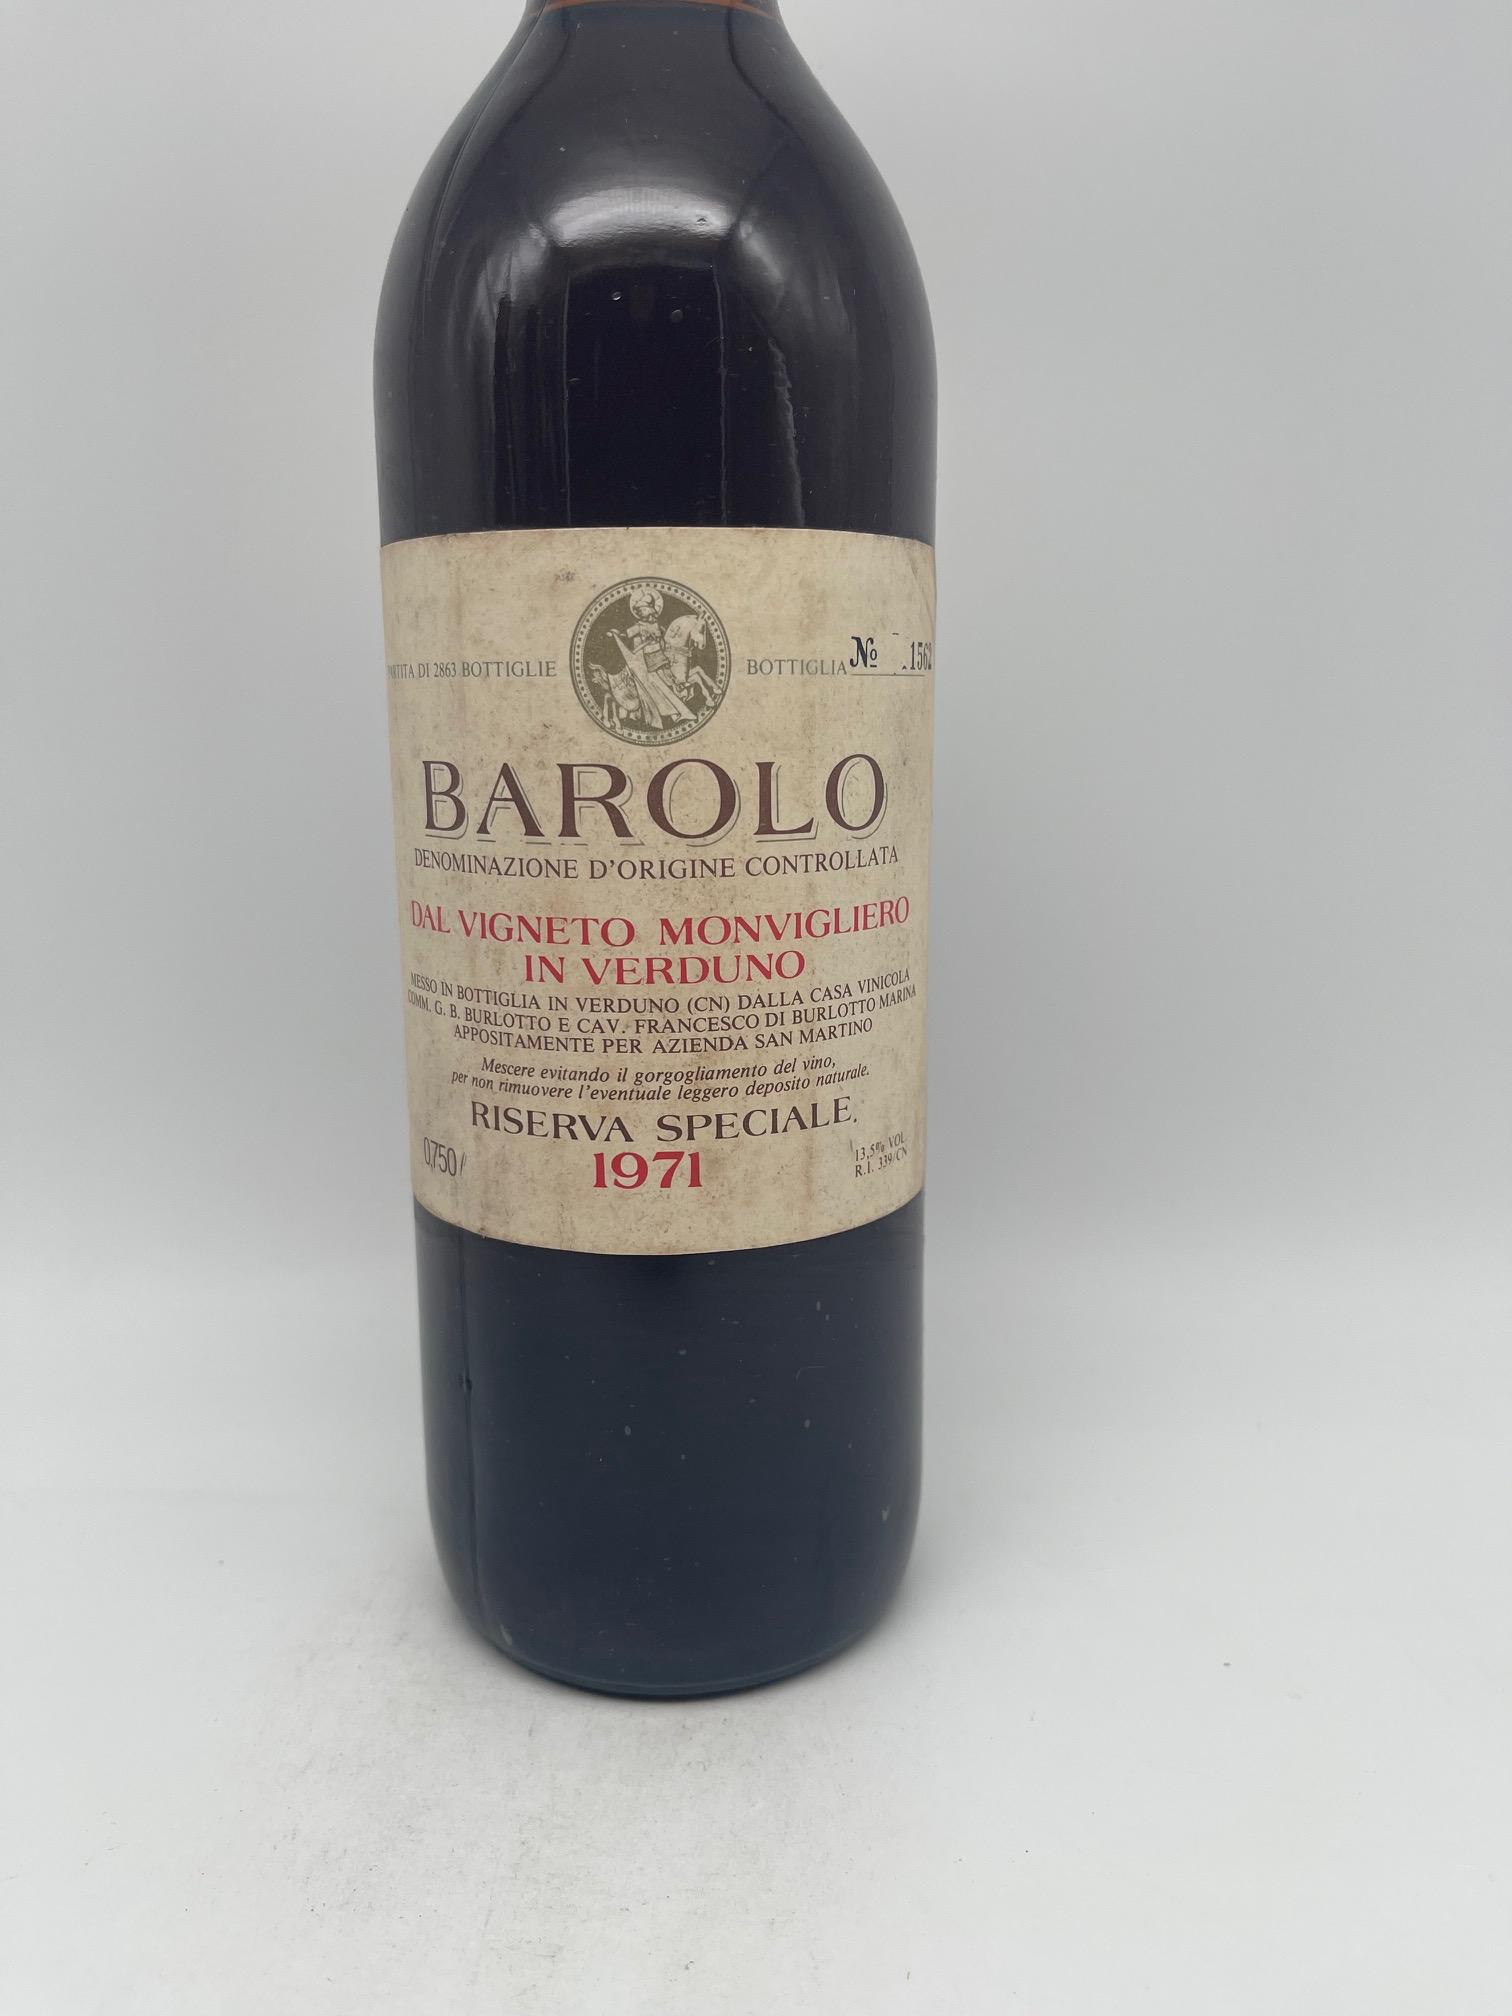 PARTITA DI 2863 BOTTIGLIE BOTTIGLIA No 1562
BAROLO
DENOMINAZIONE D'ORIGINE CONTROLLATA
DAL VIGNETO MONVIGLIERO
IN VERDUNO
MESSO IN BOTTIGLIA IN VERDUNO (CN) DALLA CASA VINICOLA
COMM. G. B. BURLOTTO E CAV. FRANCESCO DI BURLOTTO MARINA
APPOSITAMENTE PER AZIENDA SAN MARTINO
Mescere evitando il gorgogliamento del vino,
per non rimuovere l'eventuale leggero deposito naturale.
RISERVA SPECIALE
1971
0,750 l
13,5% VOL.
R.I. 339/CN